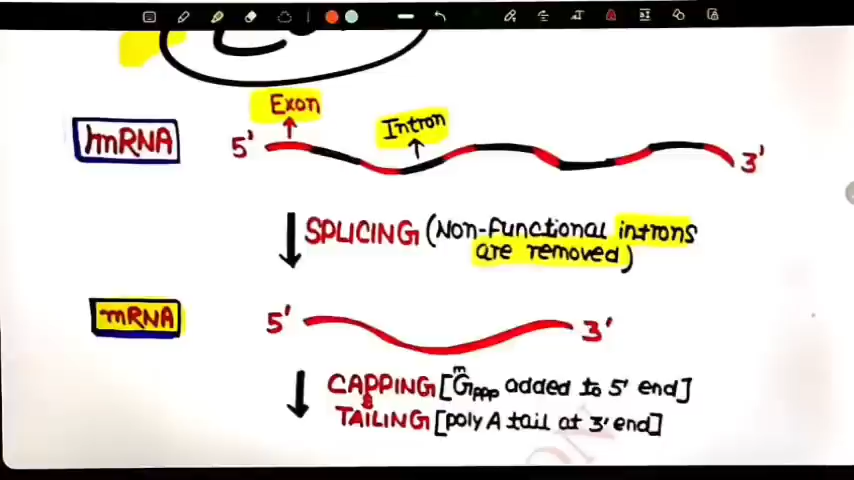 Exon
Intron
hnRNA
5' 3'
SPLICING (Non-functional introns
are removed)
mRNA
5' 3'
CAPPING [mGppp added to 5' end]
&
TAILING [poly A tail at 3' end]